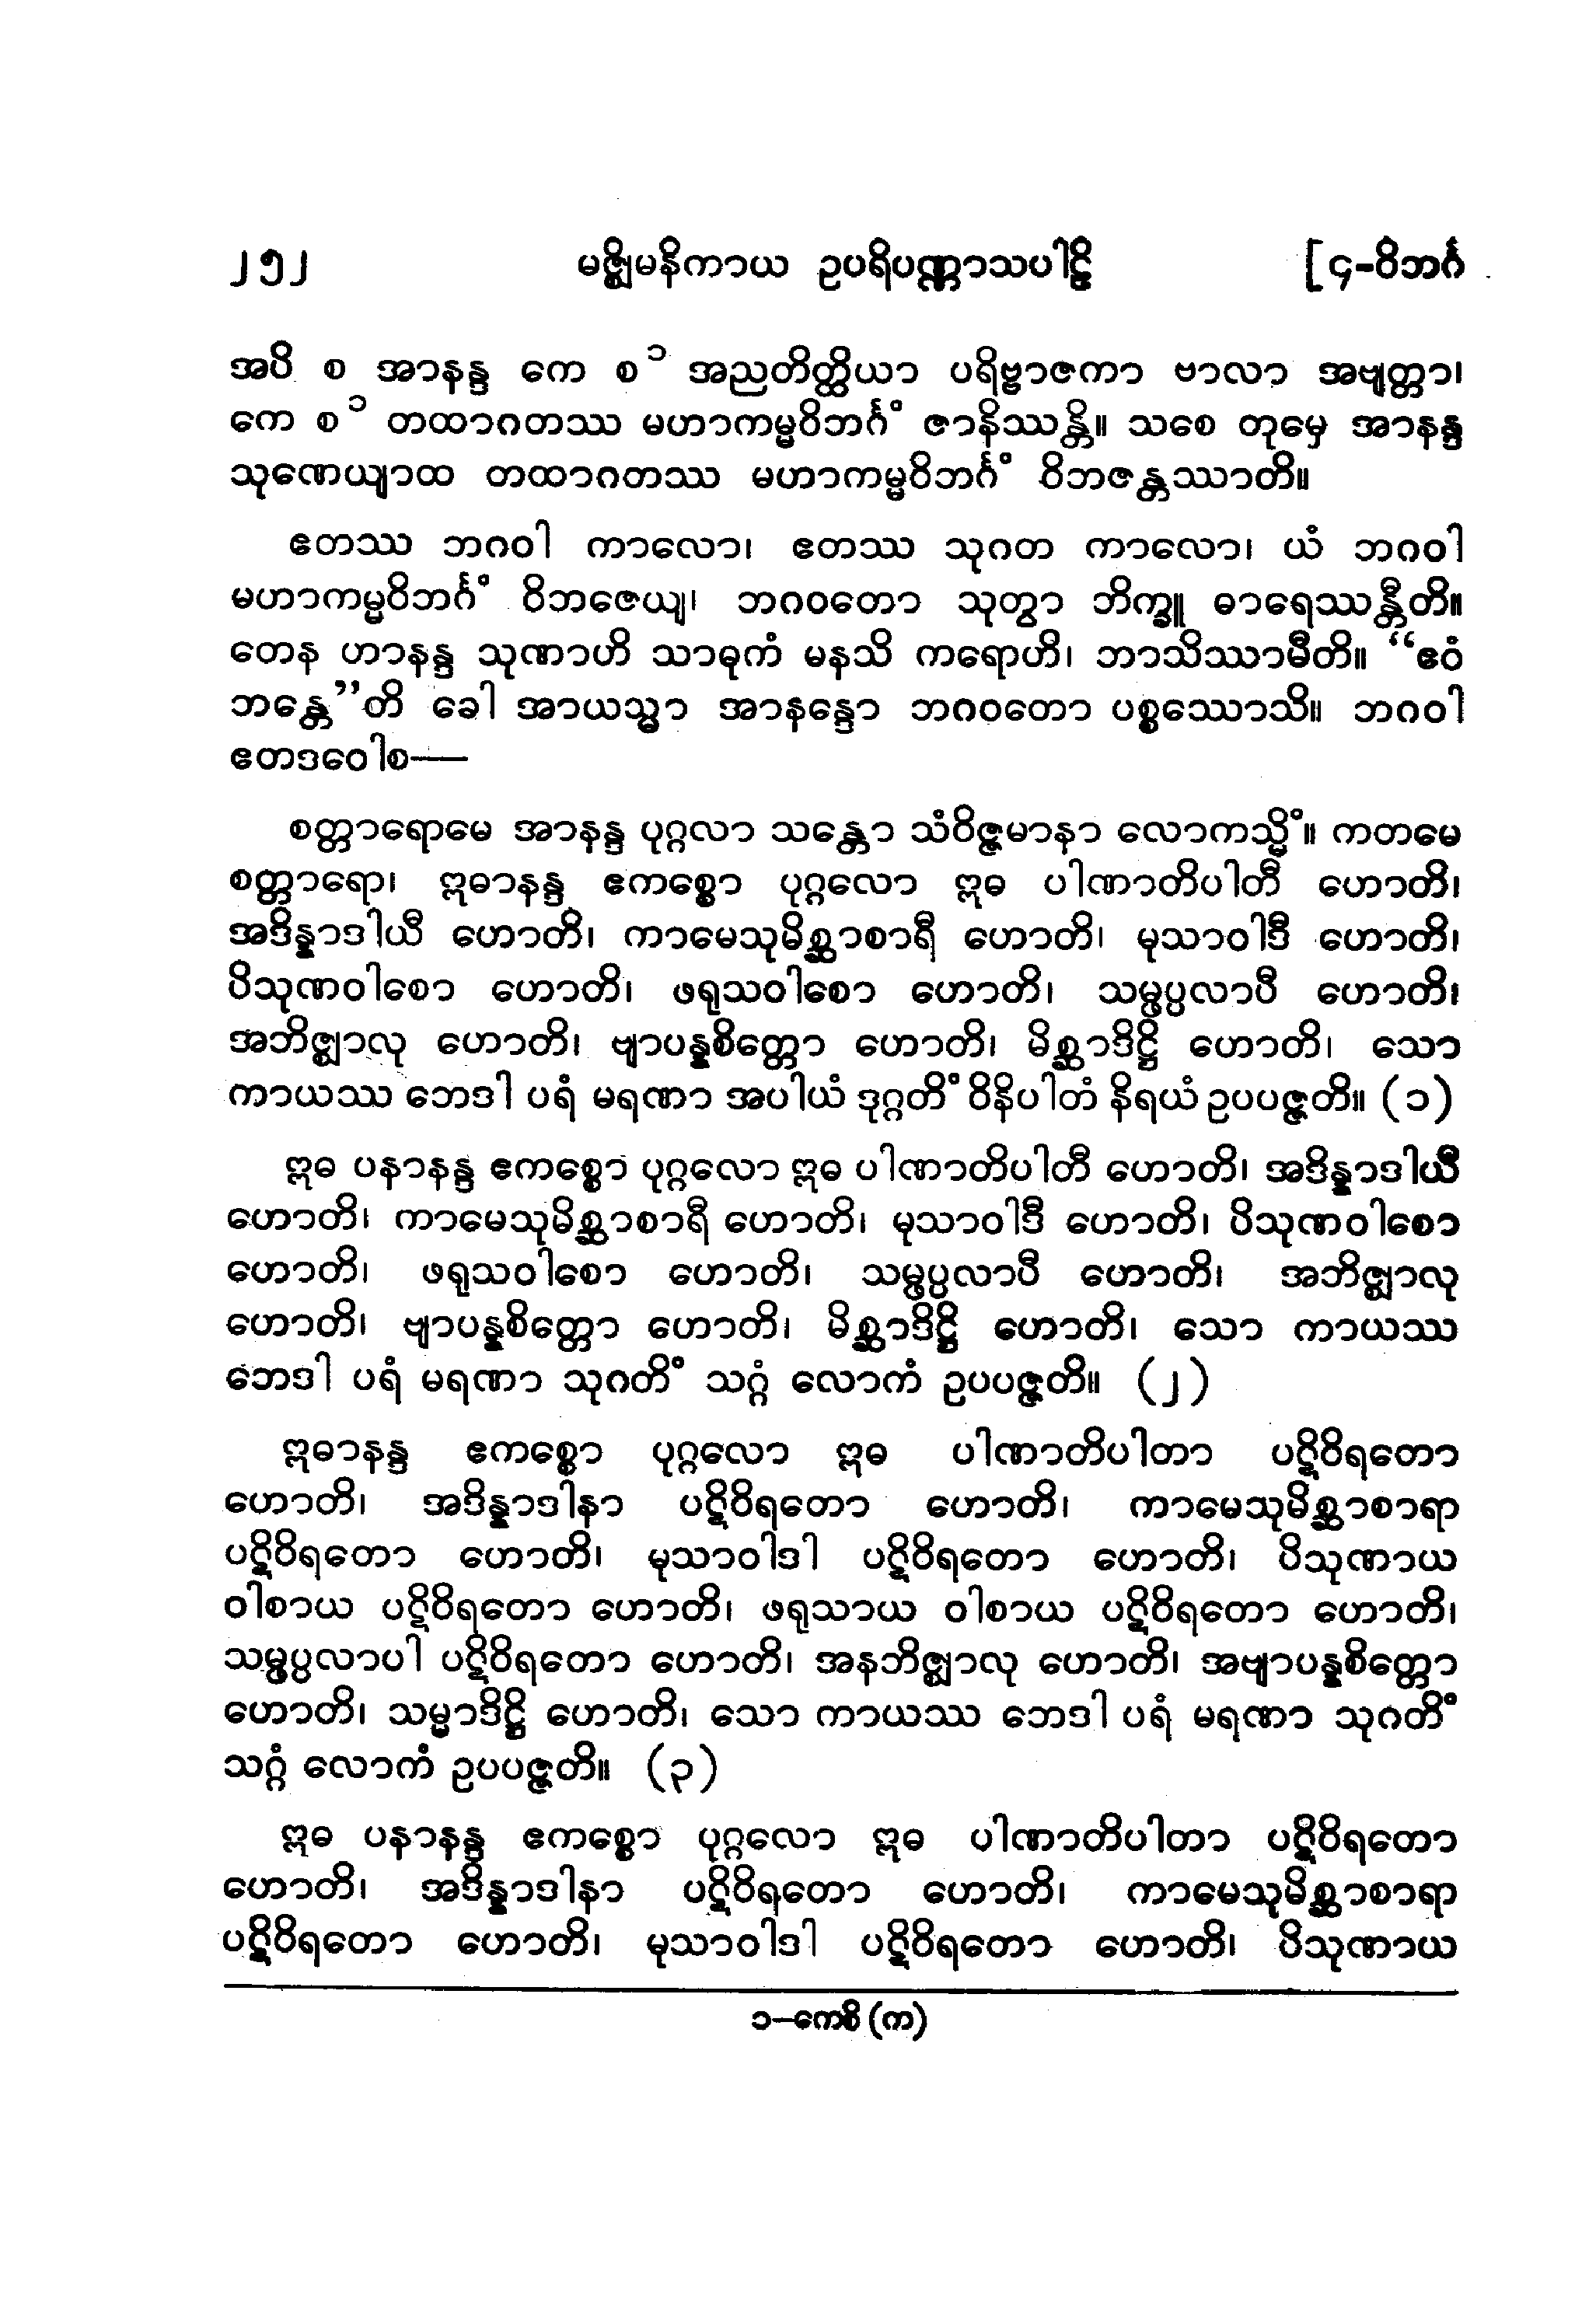 ၂၅၂ မဇ္ဈိမနိကာယ ဥပရိပဏ္ဏာသပါဠိ [၄-ဝိဘင်္ဂ
အပိ စ အာနန္ဒ ကေ စ ၁ အညတိတ္ထိယာ ပရိဗ္ဗာဇကာ ဗာလာ အဗျတ္တာ၊
ကေ စ ၁ တထာဂတဿ မဟာကမ္မဝိဘင်္ဂံ ဇာနိဿန္တိ။ သစေ တုမှေ အာနန္ဒ
သုဏေယျာထ တထာဂတဿ မဟာကမ္မဝိဘင်္ဂံ ဝိဘဇန္တဿာတိ။
ဧတဿ ဘဂဝါ ကာလော၊ ဧတဿ သုဂတ ကာလော၊ ယံ ဘဂဝါ
မဟာကမ္မဝိဘင်္ဂံ ဝိဘဇေယျ၊ ဘဂဝတော သုတွာ ဘိက္ခူ ဓာရေဿန္တီတိ။
တေန ဟာနန္ဒ သုဏာဟိ သာဓုကံ မနသိ ကရောဟိ၊ ဘာသိဿာမီတိ။ “ဧဝံ
ဘန္တေ”တိ ခေါ အာယသ္မာ အာနန္ဒော ဘဂဝတော ပစ္စဿောသိ။ ဘဂဝါ
ဧတဒဝေါစ—
စတ္တာရောမေ အာနန္ဒ ပုဂ္ဂလာ သန္တော သံဝိဇ္ဇမာနာ လောကသ္မိံ။ ကတမေ
စတ္တာရော၊ ဣဓာနန္ဒ ဧကစ္စော ပုဂ္ဂလော ဣဓ ပါဏာတိပါတီ ဟောတိ၊
အဒိန္နာဒါယီ ဟောတိ၊ ကာမေသုမိစ္ဆာစာရီ ဟောတိ၊ မုသာဝါဒီ ဟောတိ၊
ပိသုဏဝါစော ဟောတိ၊ ဖရုသဝါစော ဟောတိ၊ သမ္ဖပ္ပလာပီ ဟောတိ၊
အဘိဇ္ဈာလု ဟောတိ၊ ဗျာပန္နစိတ္တော ဟောတိ၊ မိစ္ဆာဒိဋ္ဌိ ဟောတိ၊ သော
ကာယဿ ဘေဒါ ပရံ မရဏာ အပါယံ ဒုဂ္ဂတိံ ဝိနိပါတံ နိရယံ ဥပပဇ္ဇတိ။ (၁)
ဣဓ ပနာနန္ဒ ဧကစ္စော ပုဂ္ဂလော ဣဓ ပါဏာတိပါတီ ဟောတိ၊ အဒိန္နာဒါယီ
ဟောတိ၊ ကာမေသုမိစ္ဆာစာရီ ဟောတိ၊ မုသာဝါဒီ ဟောတိ၊ ပိသုဏဝါစော
ဟောတိ၊ ဖရုသဝါစော ဟောတိ၊ သမ္ဖပ္ပလာပီ ဟောတိ၊ အဘိဇ္ဈာလု
ဟောတိ၊ ဗျာပန္နစိတ္တော ဟောတိ၊ မိစ္ဆာဒိဋ္ဌိ ဟောတိ၊ သော ကာယဿ
ဘေဒါ ပရံ မရဏာ သုဂတိံ သဂ္ဂံ လောကံ ဥပပဇ္ဇတိ။ (၂)
ဣဓာနန္ဒ ဧကစ္စော ပုဂ္ဂလော ဣဓ ပါဏာတိပါတာ ပဋိဝိရတော
ဟောတိ၊ အဒိန္နာဒါနာ ပဋိဝိရတော ဟောတိ၊ ကာမေသုမိစ္ဆာစာရာ
ပဋိဝိရတော ဟောတိ၊ မုသာဝါဒါ ပဋိဝိရတော ဟောတိ၊ ပိသုဏာယ
ဝါစာယ ပဋိဝိရတော ဟောတိ၊ ဖရုသာယ ဝါစာယ ပဋိဝိရတော ဟောတိ၊
သမ္ဖပ္ပလာပါ ပဋိဝိရတော ဟောတိ၊ အနဘိဇ္ဈာလု ဟောတိ၊ အဗျာပန္နစိတ္တော
ဟောတိ၊ သမ္မာဒိဋ္ဌိ ဟောတိ၊ သော ကာယဿ ဘေဒါ ပရံ မရဏာ သုဂတိံ
သဂ္ဂံ လောကံ ဥပပဇ္ဇတိ။ (၃)
ဣဓ ပနာနန္ဒ ဧကစ္စော ပုဂ္ဂလော ဣဓ ပါဏာတိပါတာ ပဋိဝိရတော
ဟောတိ၊ အဒိန္နာဒါနာ ပဋိဝိရတော ဟောတိ၊ ကာမေသုမိစ္ဆာစာရာ
ပဋိဝိရတော ဟောတိ၊ မုသာဝါဒါ ပဋိဝိရတော ဟောတိ၊ ပိသုဏာယ
၁–ကေစိ (က)